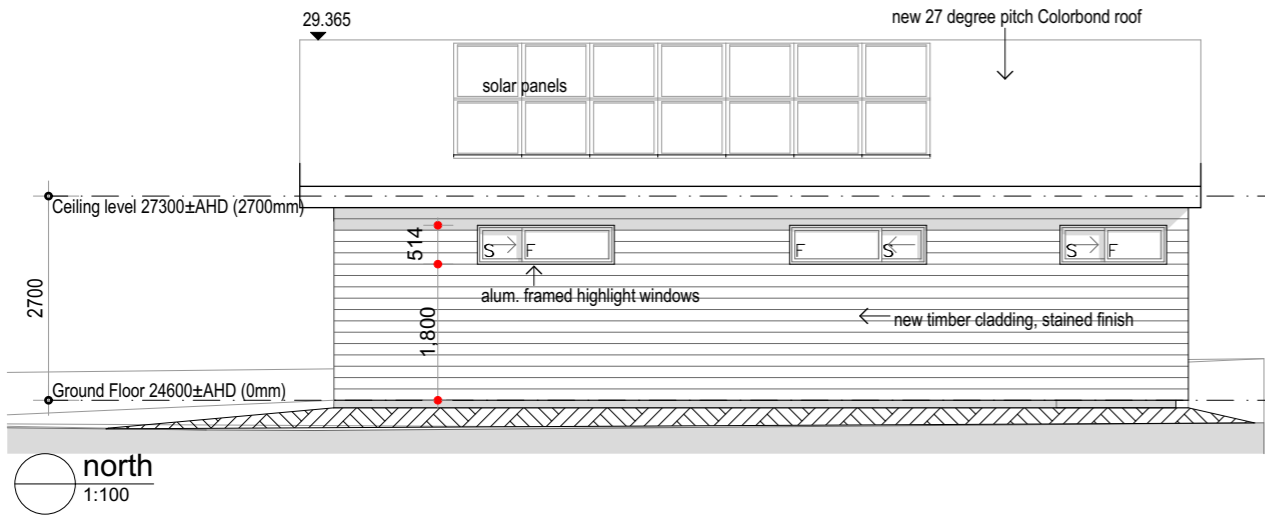 29.365
new 27 degree pitch Colorbond roof
solar panels
Ceiling level 27300±AHD (2700mm)
514
S F
F S
S F
alum. framed highlight windows
2700
1,800
new timber cladding, stained finish
Ground Floor 24600±AHD (0mm)
north
1:100